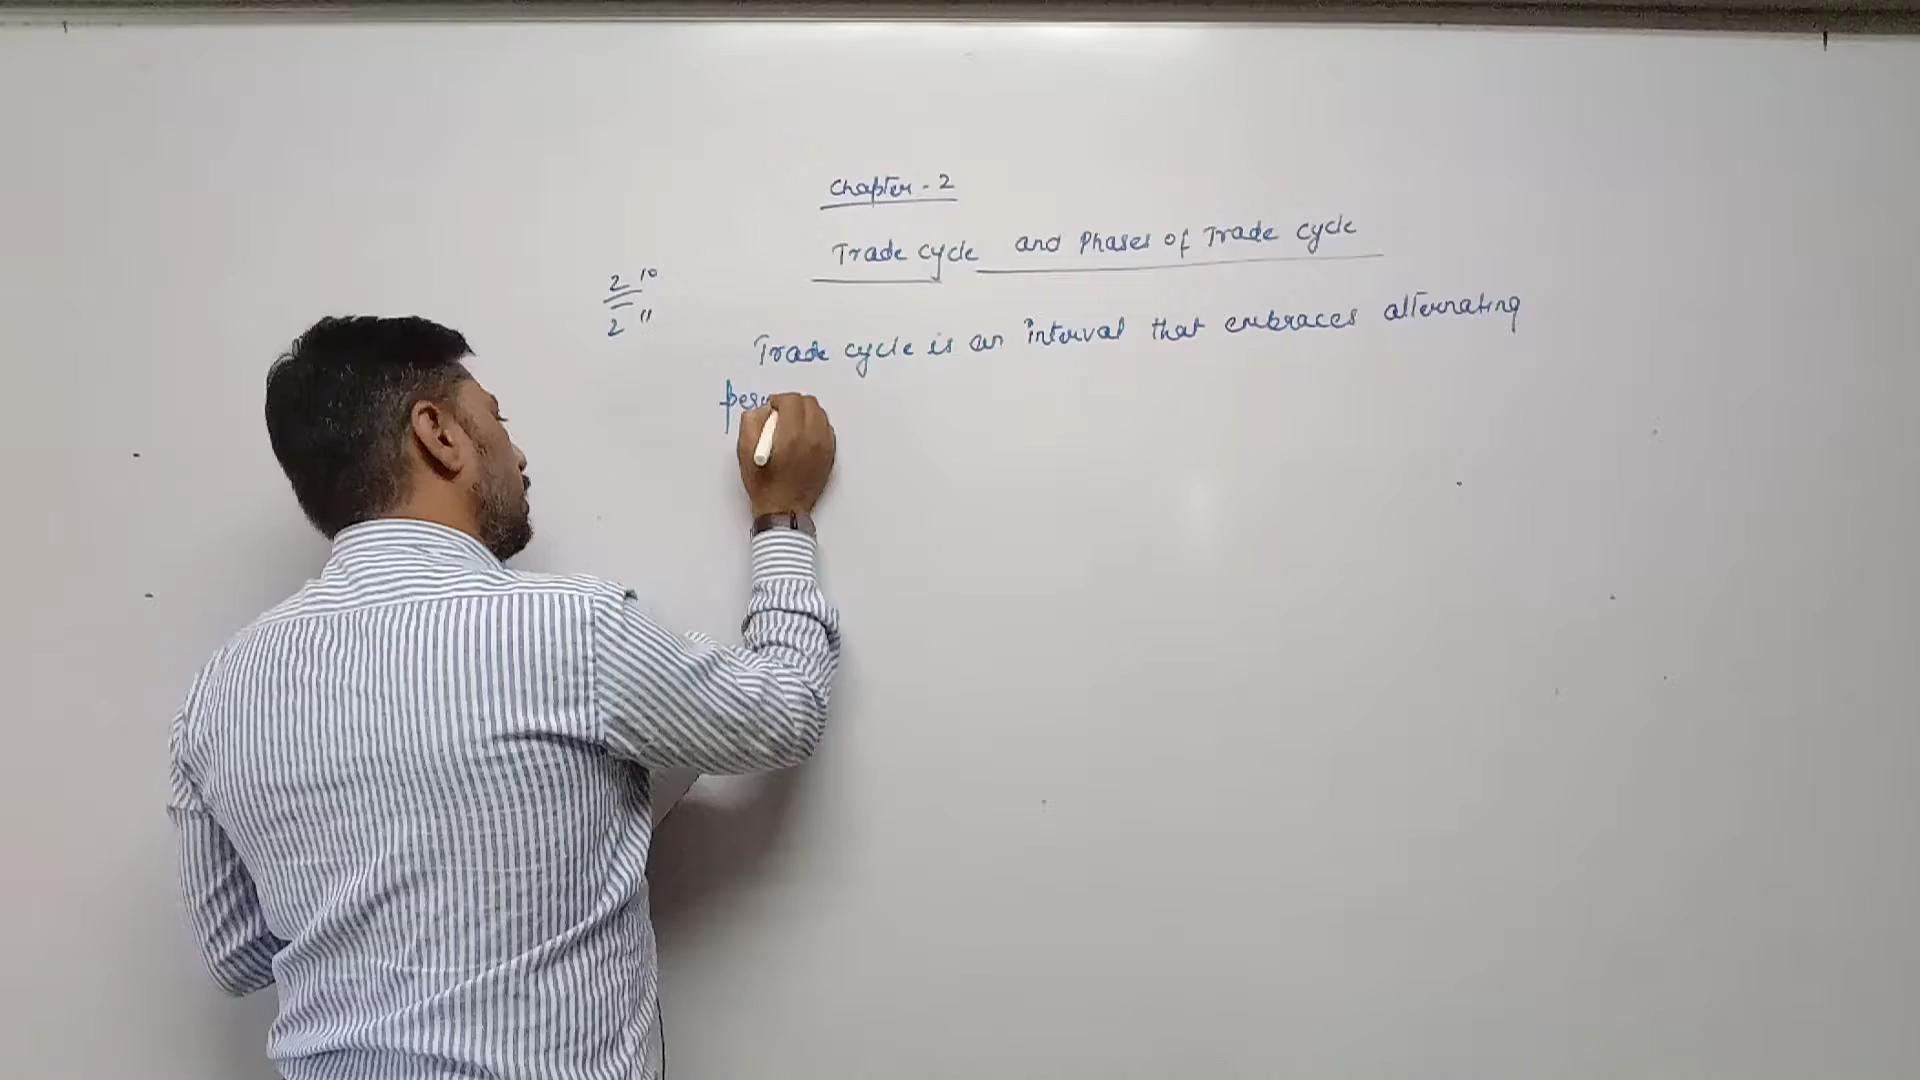 Chapter - 2
Trade cycle and Phases of Trade cycle
2 10
2 11
Trade cycle is an interval that embraces alternating